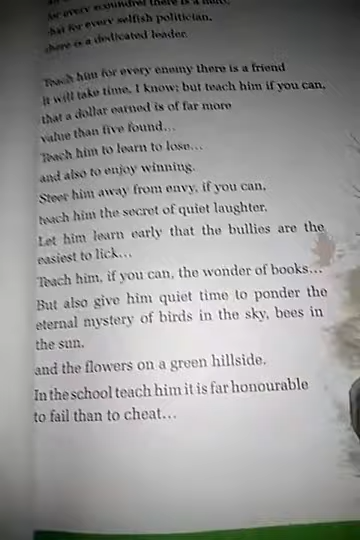 for every scoundrel there is a hero;
that for every selfish politician,
there is a dedicated leader.
Teach him for every enemy there is a friend
it will take time, I know; but teach him if you can,
that a dollar earned is of far more
value than five found...
Teach him to learn to lose...
and also to enjoy winning.
Steer him away from envy, if you can,
teach him the secret of quiet laughter.
Let him learn early that the bullies are the
easiest to lick...
Teach him, if you can, the wonder of books...
But also give him quiet time to ponder the
eternal mystery of birds in the sky, bees in
the sun.
and the flowers on a green hillside.
In the school teach him it is far honourable
to fail than to cheat...